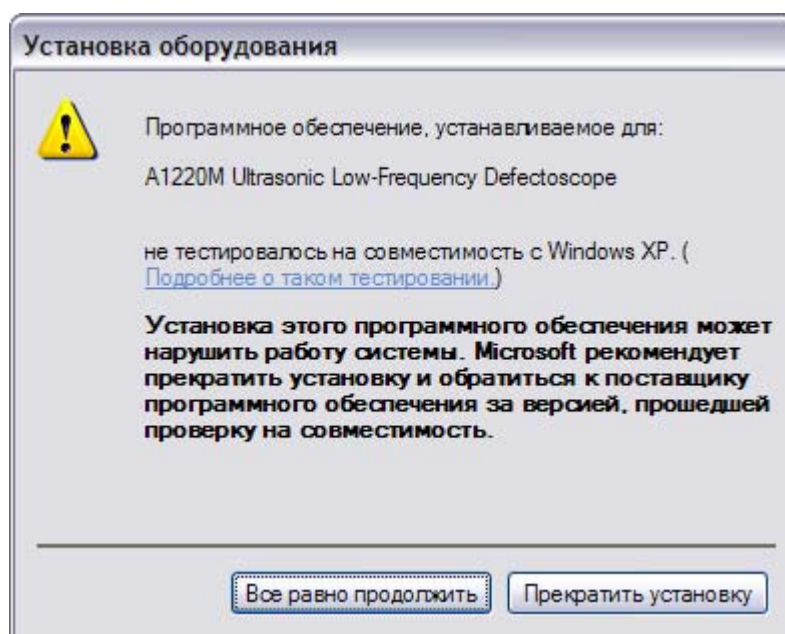 Установка оборудования
Программное обеспечение, устанавливаемое для:
A1220M Ultrasonic Low-Frequency Defectoscope
не тестировалось на совместимость с Windows XP. (
Подробнее о таком тестировании.)
Установка этого программного обеспечения может
нарушить работу системы. Microsoft рекомендует
прекратить установку и обратиться к поставщику
программного обеспечения за версией, прошедшей
проверку на совместимость.
Все равно продолжить
Прекратить установку